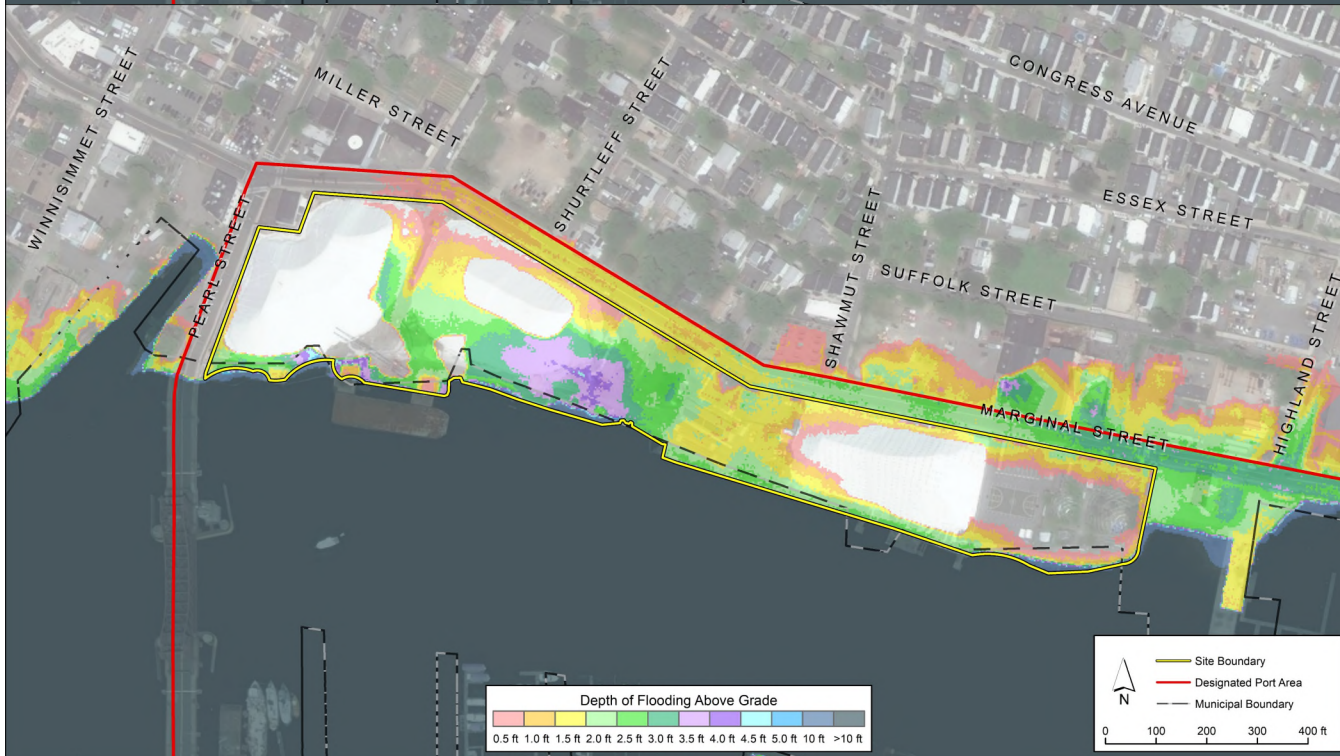 WINNISIMMET STREET
MILLER STREET
PEARL STREET
SHURTLEFF STREET
CONGRESS AVENUE
ESSEX STREET
SHAWMUT STREET
SUFFOLK STREET
HIGHLAND STREET
MARGINAL STREET
Depth of Flooding Above Grade
0.5 ft 1.0 ft 1.5 ft 2.0 ft 2.5 ft 3.0 ft 3.5 ft 4.0 ft 4.5 ft 5.0 ft 10 ft >10 ft
N
Site Boundary
Designated Port Area
Municipal Boundary
0 100 200 300 400 ft